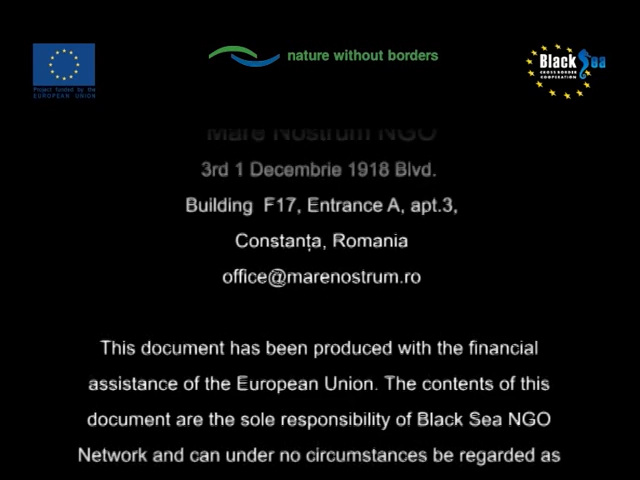 Project funded by the
EUROPEAN UNION
nature without borders
Black Sea
CROSS BORDER
COOPERATION
Mare Nostrum NGO
3rd 1 Decembrie 1918 Blvd.
Building F17, Entrance A, apt.3,
Constanța, Romania
office@marenostrum.ro
This document has been produced with the financial
assistance of the European Union. The contents of this
document are the sole responsibility of Black Sea NGO
Network and can under no circumstances be regarded as